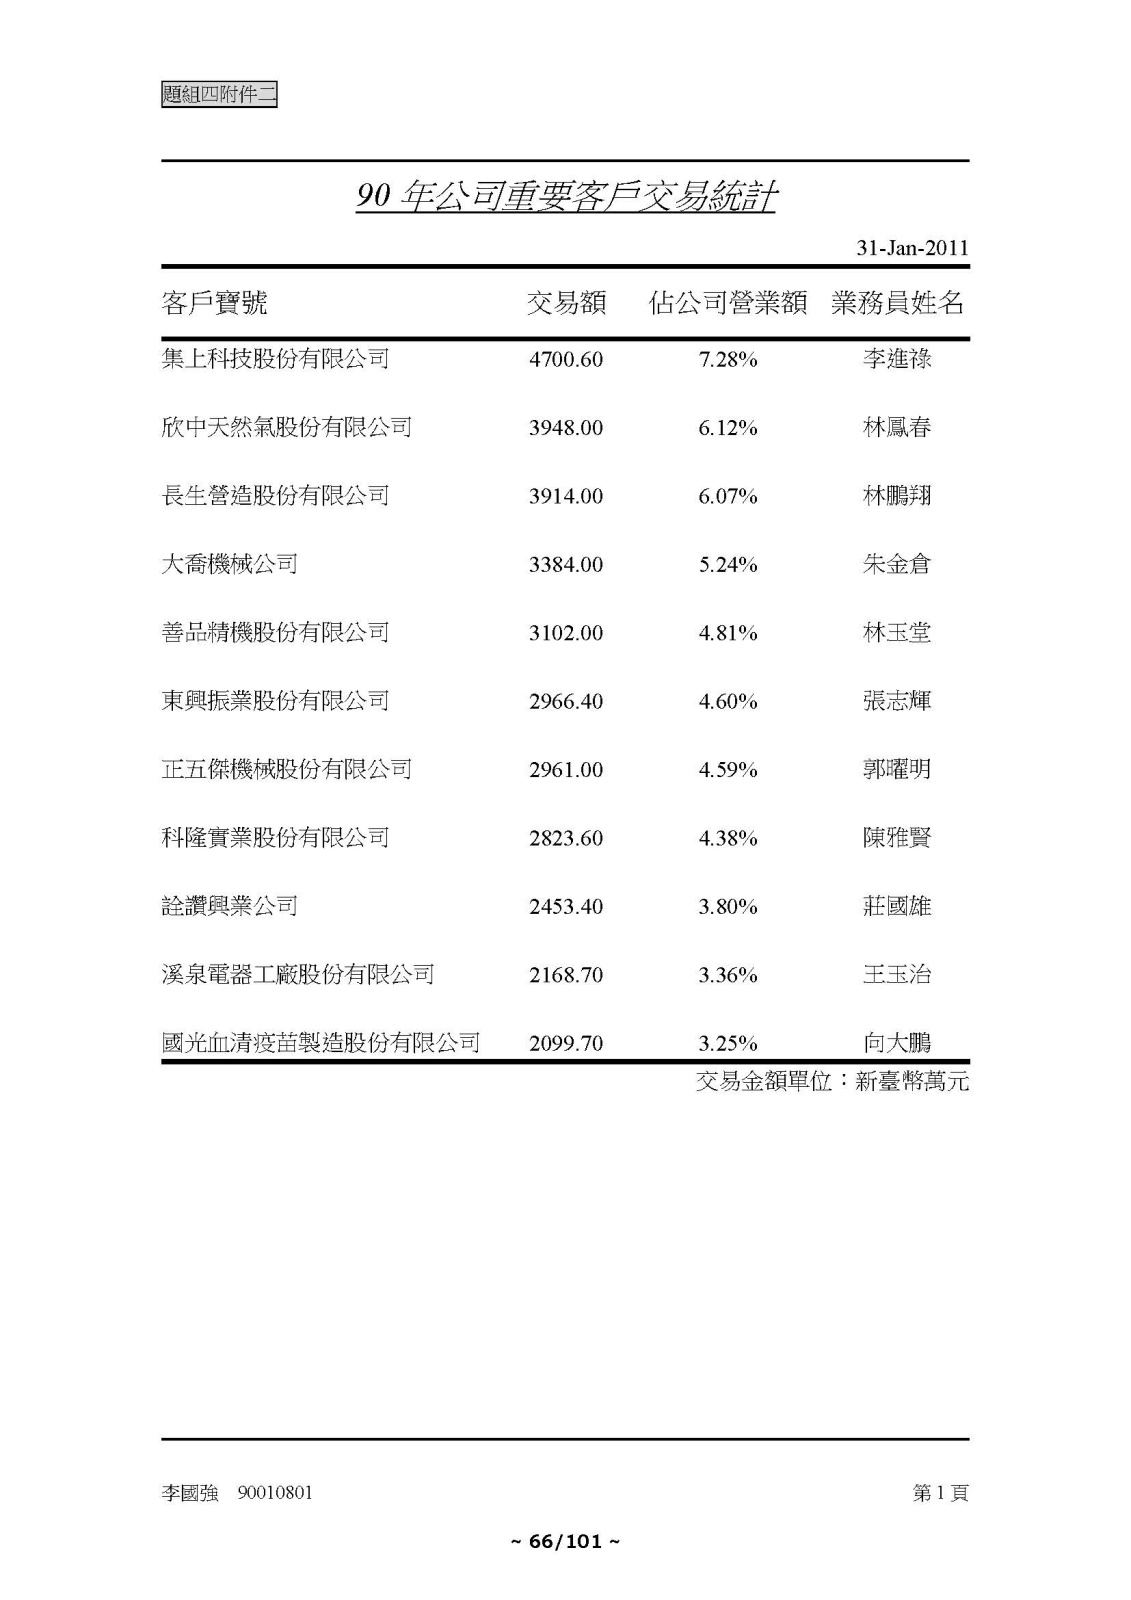 題組四附件二
90 年公司重要客戶交易統計
31-Jan-2011
客戶寶號 交易額 佔公司營業額 業務員姓名
集上科技股份有限公司 4700.60 7.28% 李進祿
欣中天然氣股份有限公司 3948.00 6.12% 林鳳春
長生營造股份有限公司 3914.00 6.07% 林鵬翔
大喬機械公司 3384.00 5.24% 朱金倉
善品精機股份有限公司 3102.00 4.81% 林玉堂
東興振業股份有限公司 2966.40 4.60% 張志輝
正五傑機械股份有限公司 2961.00 4.59% 郭曜明
科隆實業股份有限公司 2823.60 4.38% 陳雅賢
詮讚興業公司 2453.40 3.80% 莊國雄
溪泉電器工廠股份有限公司 2168.70 3.36% 王玉治
國光血清疫苗製造股份有限公司 2099.70 3.25% 向大鵬
交易金額單位：新臺幣萬元
李國強 90010801 第 1 頁
~ 66/101 ~